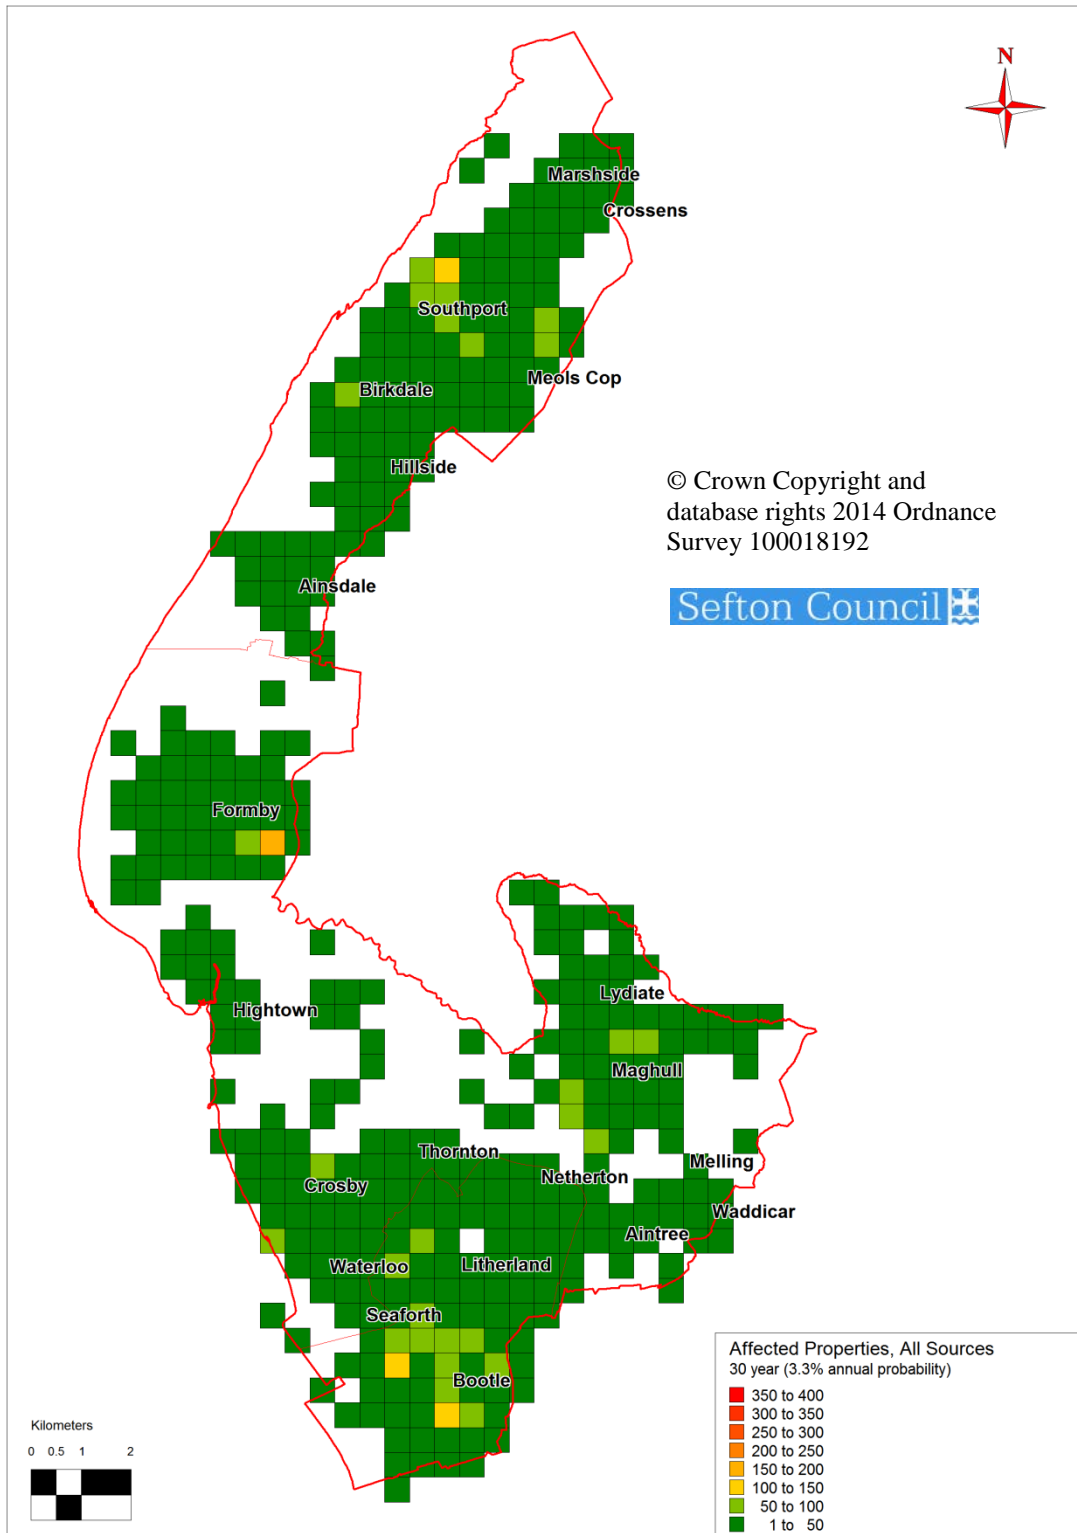 N
Marshside
Crossens
Southport
Meols Cop
Birkdale
Hillside
© Crown Copyright and
database rights 2014 Ordnance
Survey 100018192
Sefton Council
Ainsdale
Formby
Lydiate
Hightown
Maghull
Thornton
Melling
Netherton
Crosby
Waddicar
Aintree
Waterloo
Litherland
Seaforth
Bootle
Affected Properties, All Sources
30 year (3.3% annual probability)
350 to 400
300 to 350
250 to 300
200 to 250
150 to 200
100 to 150
50 to 100
1 to 50
Kilometers
0 0.5 1 2